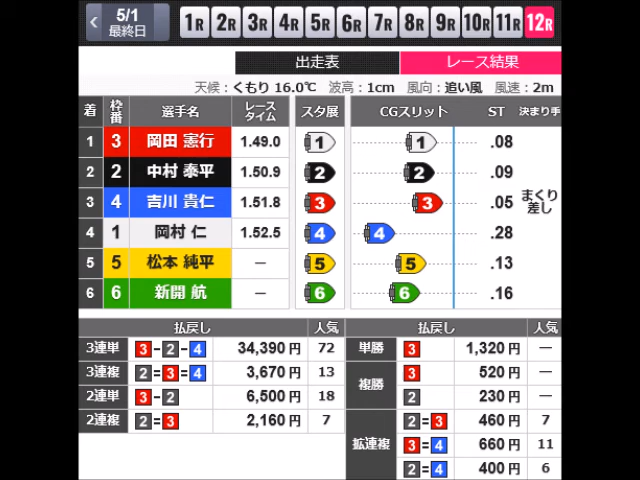 5/1
最終日
1R 2R 3R 4R 5R 6R 7R 8R 9R 10R 11R 12R
出走表 レース結果
天候：くもり 16.0℃ 波高：1cm 風向：追い風 風速：2m
着 枠番 選手名 レースタイム スタ展 CGスリット ST 決まり手
1 3 岡田 憲行 1.49.0 1 1 .08
2 2 中村 泰平 1.50.9 2 2 .09
3 4 吉川 貴仁 1.51.8 3 3 .05 まくり差し
4 1 岡村 仁 1.52.5 4 4 .28
5 5 松本 純平 — 5 5 .13
6 6 新開 航 — 6 6 .16
払戻し 人気 払戻し 人気
3連単 3-2-4 34,390円 72 単勝 3 1,320円 —
3連複 2=3=4 3,670円 13 複勝 3 520円 —
2連単 3-2 6,500円 18 2 230円 —
2連複 2=3 2,160円 7 拡連複 2=3 460円 7
3=4 660円 11
2=4 400円 6